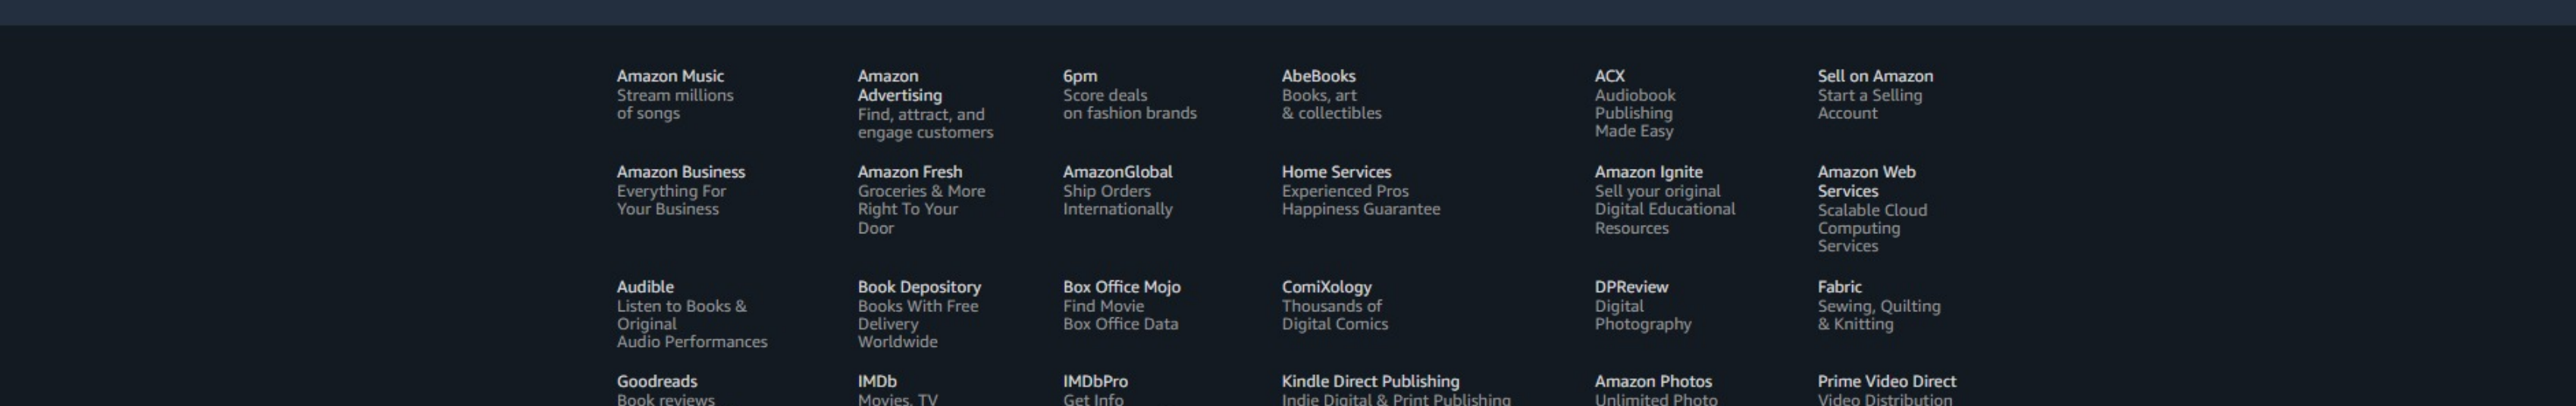 Amazon Music
Stream millions
of songs
Amazon
Advertising
Find, attract, and
engage customers
6pm
Score deals
on fashion brands
AbeBooks
Books, art
& collectibles
ACX
Audiobook
Publishing
Made Easy
Sell on Amazon
Start a Selling
Account
Amazon Business
Everything For
Your Business
Amazon Fresh
Groceries & More
Right To Your
Door
AmazonGlobal
Ship Orders
Internationally
Home Services
Experienced Pros
Happiness Guarantee
Amazon Ignite
Sell your original
Digital Educational
Resources
Amazon Web
Services
Scalable Cloud
Computing
Services
Audible
Listen to Books &
Original
Audio Performances
Book Depository
Books With Free
Delivery
Worldwide
Box Office Mojo
Find Movie
Box Office Data
ComiXology
Thousands of
Digital Comics
DPReview
Digital
Photography
Fabric
Sewing, Quilting
& Knitting
Goodreads
Book reviews
IMDb
Movies, TV
IMDbPro
Get Info
Kindle Direct Publishing
Indie Digital & Print Publishing
Amazon Photos
Unlimited Photo
Prime Video Direct
Video Distribution